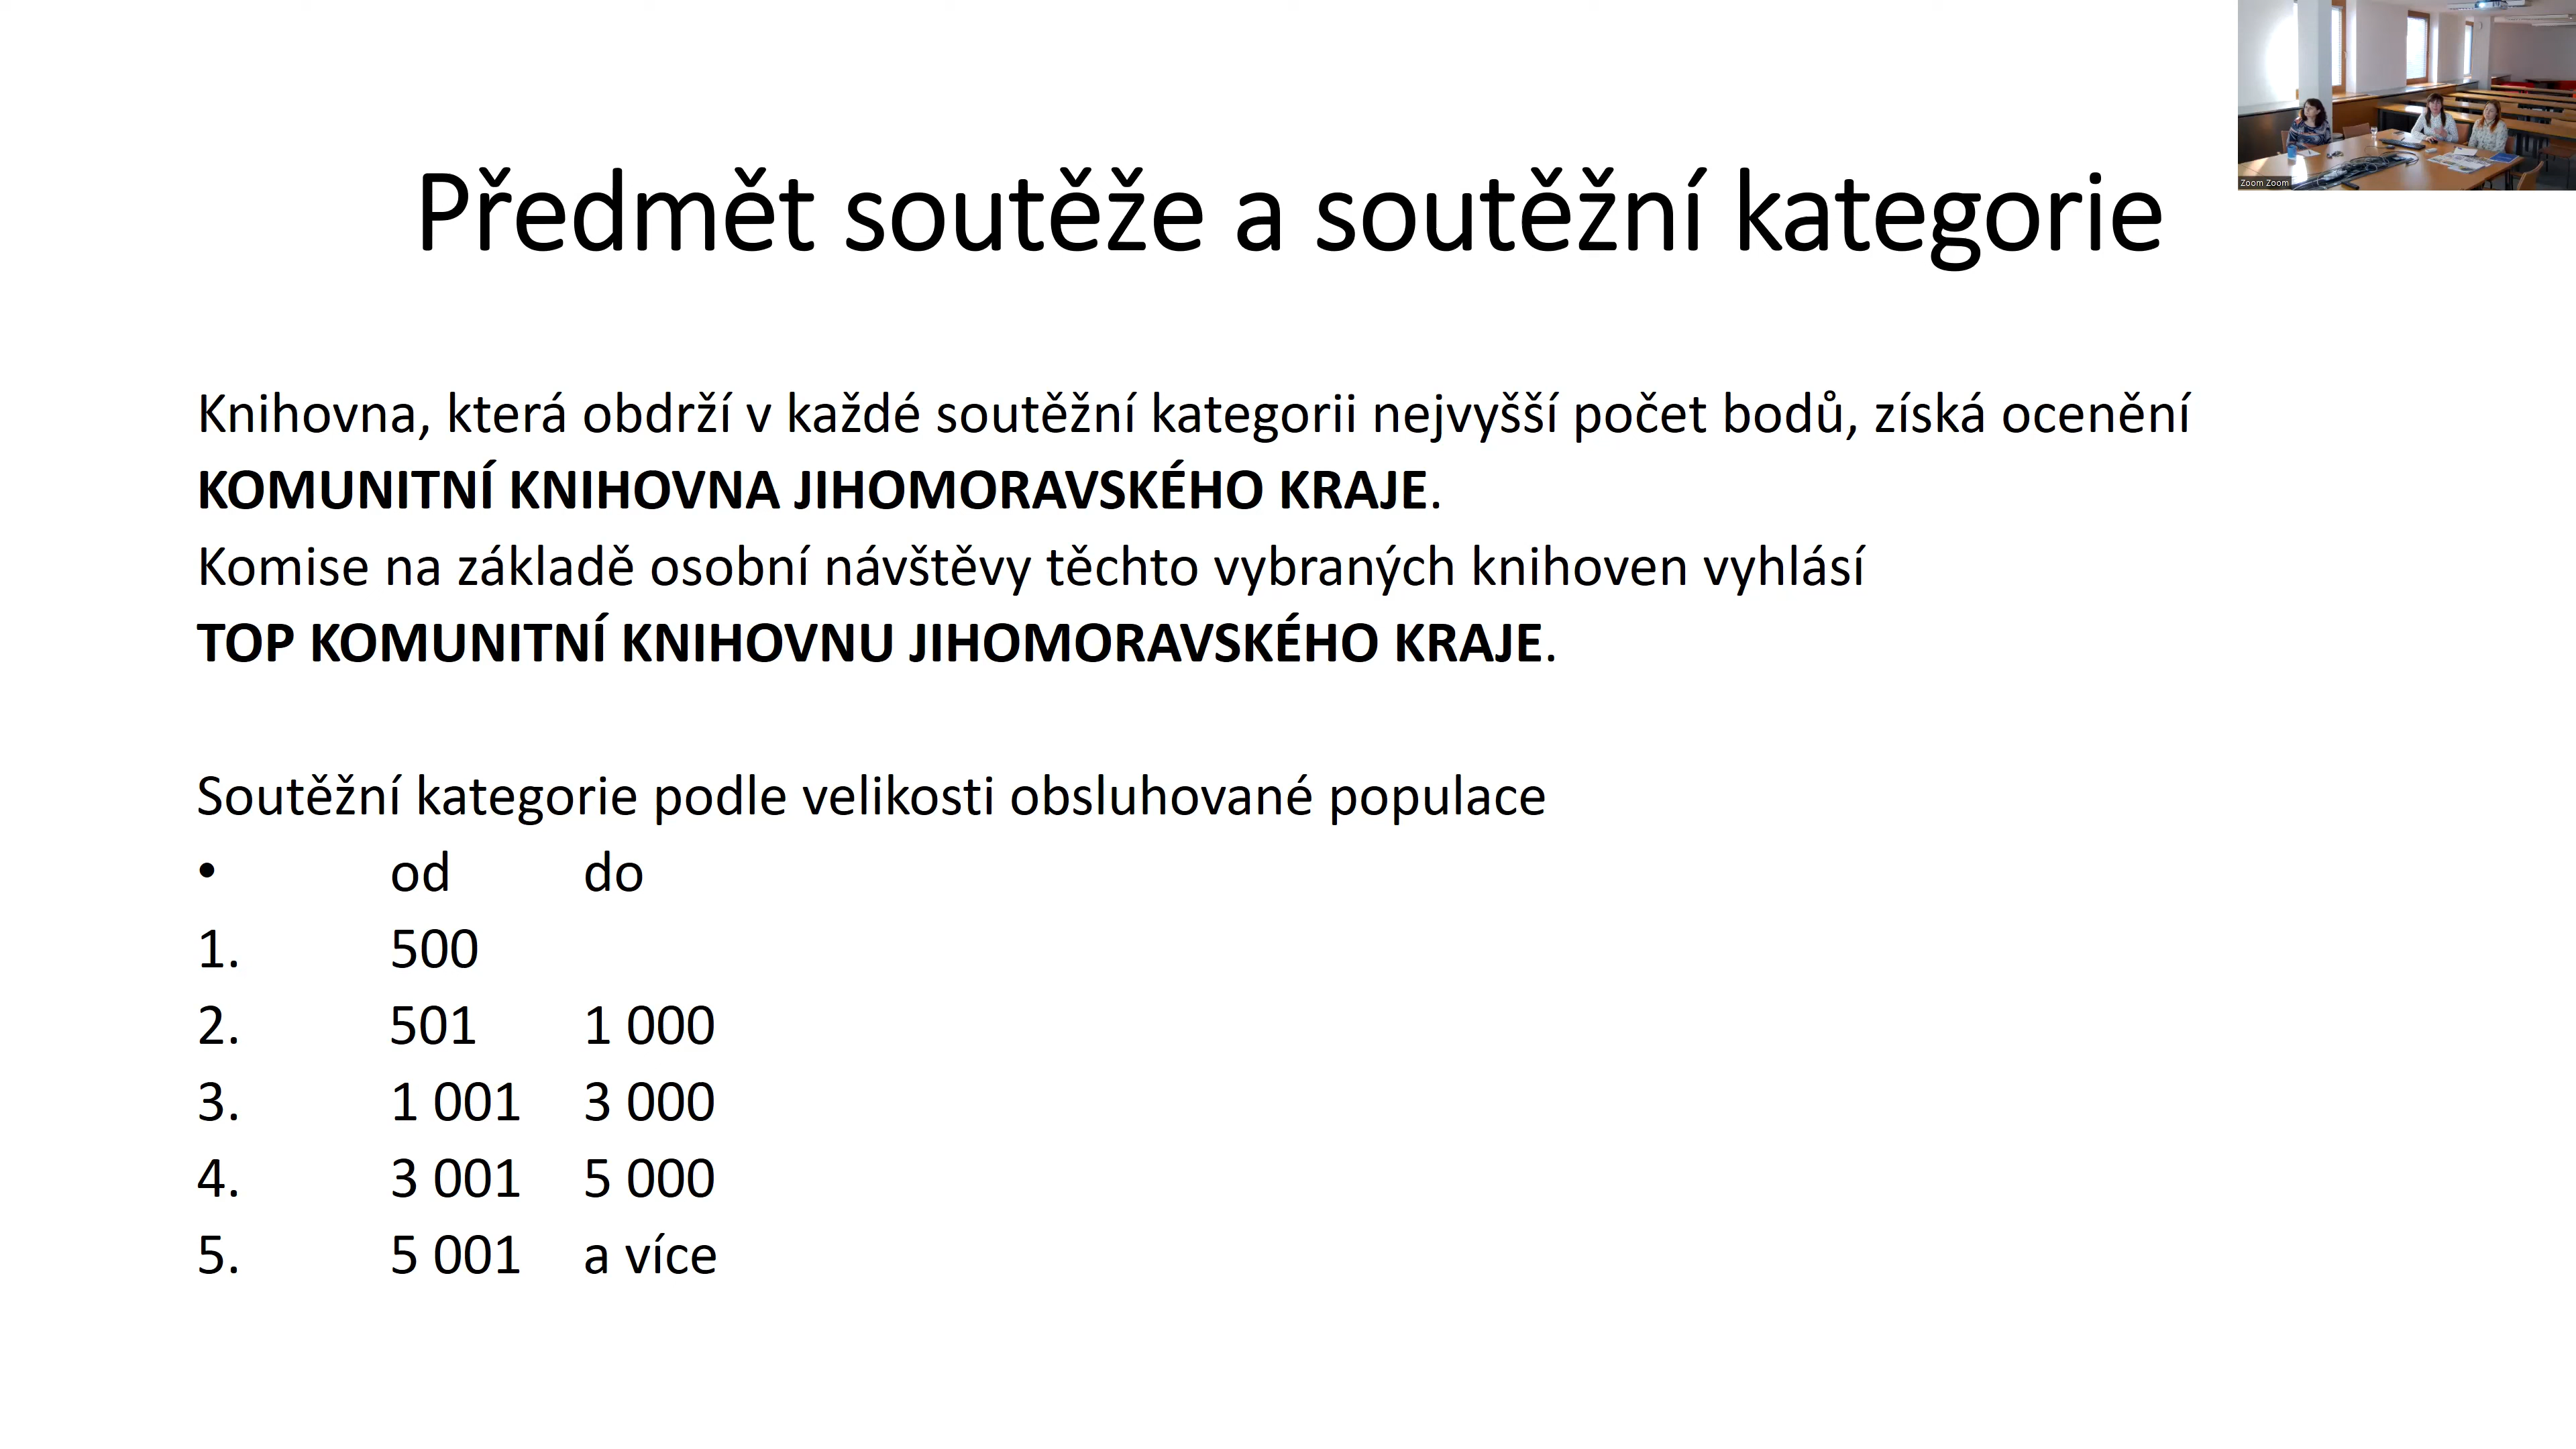 Předmět soutěže a soutěžní kategorie
Zoom Zoom
Knihovna, která obdrží v každé soutěžní kategorii nejvyšší počet bodů, získá ocenění
KOMUNITNÍ KNIHOVNA JIHOMORAVSKÉHO KRAJE.
Komise na základě osobní návštěvy těchto vybraných knihoven vyhlásí
TOP KOMUNITNÍ KNIHOVNU JIHOMORAVSKÉHO KRAJE.
Soutěžní kategorie podle velikosti obsluhované populace
• od do
1. 500
2. 501 1 000
3. 1 001 3 000
4. 3 001 5 000
5. 5 001 a více